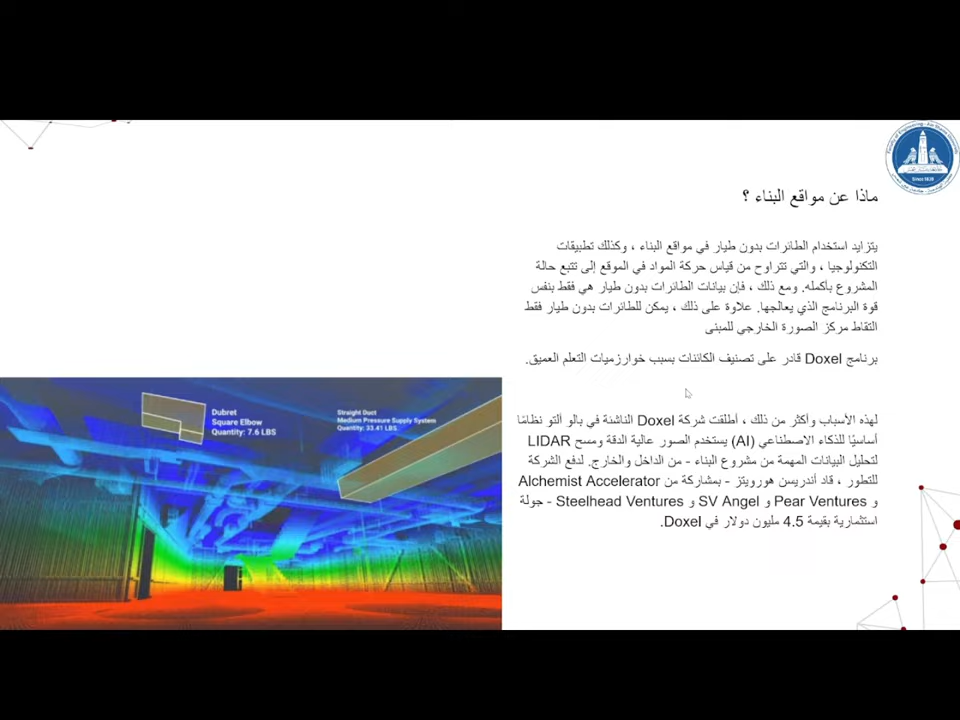 ماذا عن مواقع البناء ؟
يتزايد استخدام الطائرات بدون طيار في مواقع البناء ، وكذلك تطبيقات
التكنولوجيا ، والتي تتراوح من قياس حركة المواد في الموقع إلى تتبع حالة
المشروع بأكمله. ومع ذلك ، فإن بيانات الطائرات بدون طيار هي فقط بنفس
قوة البرنامج الذي يعالجها. علاوة على ذلك ، يمكن للطائرات بدون طيار فقط
التقاط مركز الصورة الخارجي للمبنى
برنامج Doxel قادر على تصنيف الكائنات بسبب خوارزميات التعلم العميق.
لهذه الأسباب وأكثر من ذلك ، أطلقت شركة Doxel الناشئة في بالو ألتو نظامًا
أساسيًا للذكاء الاصطناعي (AI) يستخدم الصور عالية الدقة ومسح LIDAR
لتحليل البيانات المهمة من مشروع البناء - من الداخل والخارج. لدفع الشركة
للتطور ، قاد أندريسن هورويتز - بمشاركة من Alchemist Accelerator
و Pear Ventures و SV Angel و Steelhead Ventures - جولة
استثمارية بقيمة 4.5 مليون دولار في Doxel.
Dubret
Square Elbow
Quantity: 7.6 LBS
Straight Duct
Medium Pressure Supply System
Quantity: 33.41 LBS
Since 1839